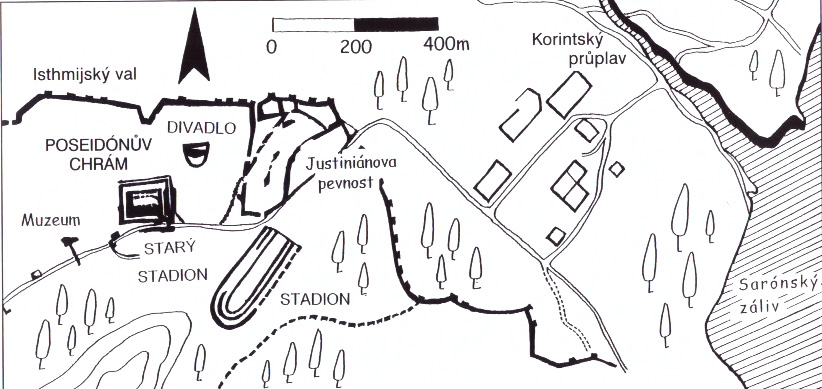 0
200
400m
Isthmijský val
Korintský
průplav
DIVADLO
POSEIDÓNŮV
CHRÁM
Justiniánova
pevnost
Muzeum
STARÝ
STADION
STADION
Sarónský
záliv